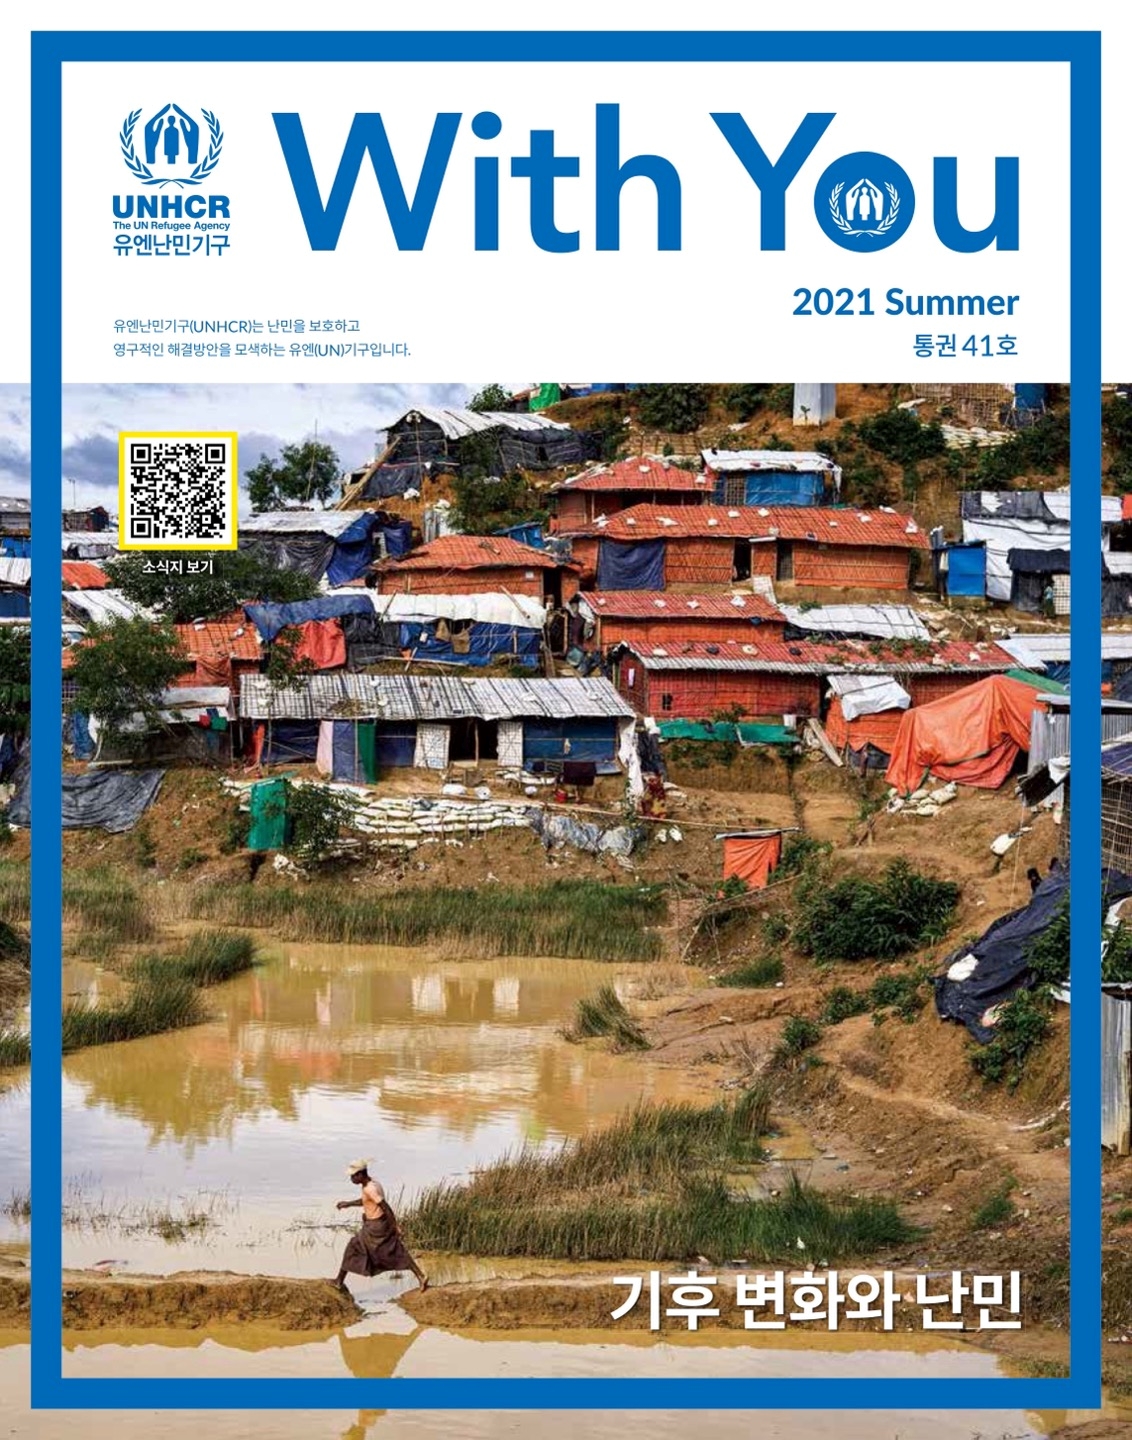 UNHCR
The UN Refugee Agency
유엔난민기구
With You
2021 Summer
통권 41호
유엔난민기구(UNHCR)는 난민을 보호하고
영구적인 해결방안을 모색하는 유엔(UN)기구입니다.
소식지 보기
기후 변화와 난민